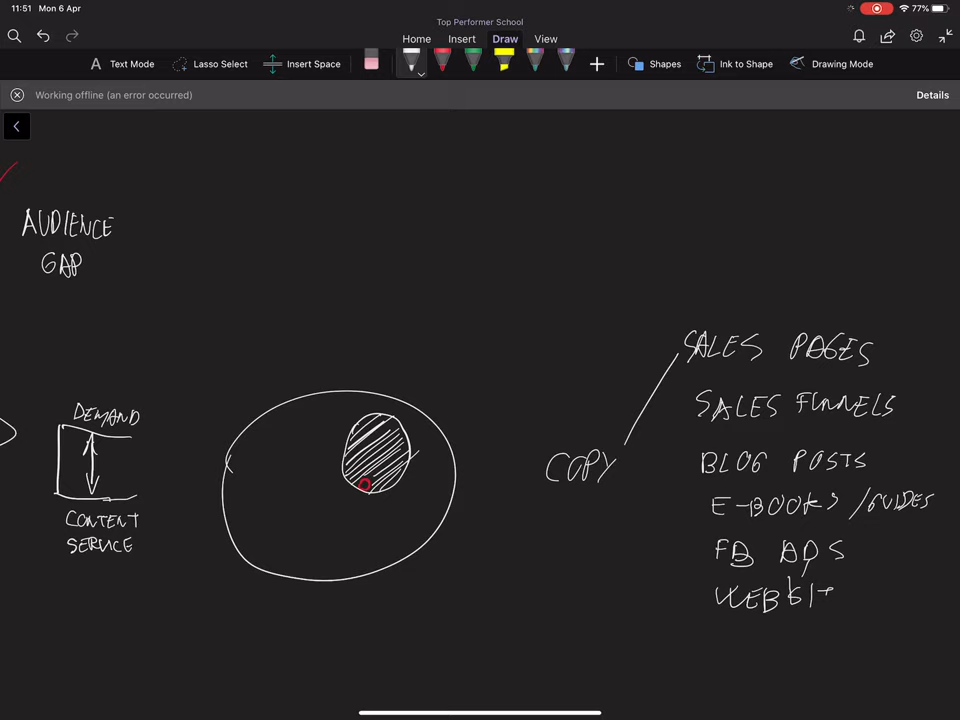 11:51 Mon 6 Apr
77%
Top Performer School
Home Insert Draw View
Text Mode Lasso Select Insert Space Shapes Ink to Shape Drawing Mode
Working offline (an error occurred) Details
AUDIENCE
GAP
DEMAND
CONTENT
SERVICE
COPY
SALES PAGES
SALES FUNNELS
BLOG POSTS
E-BOOKS /GUIDES
FB ADS
WEBSIT